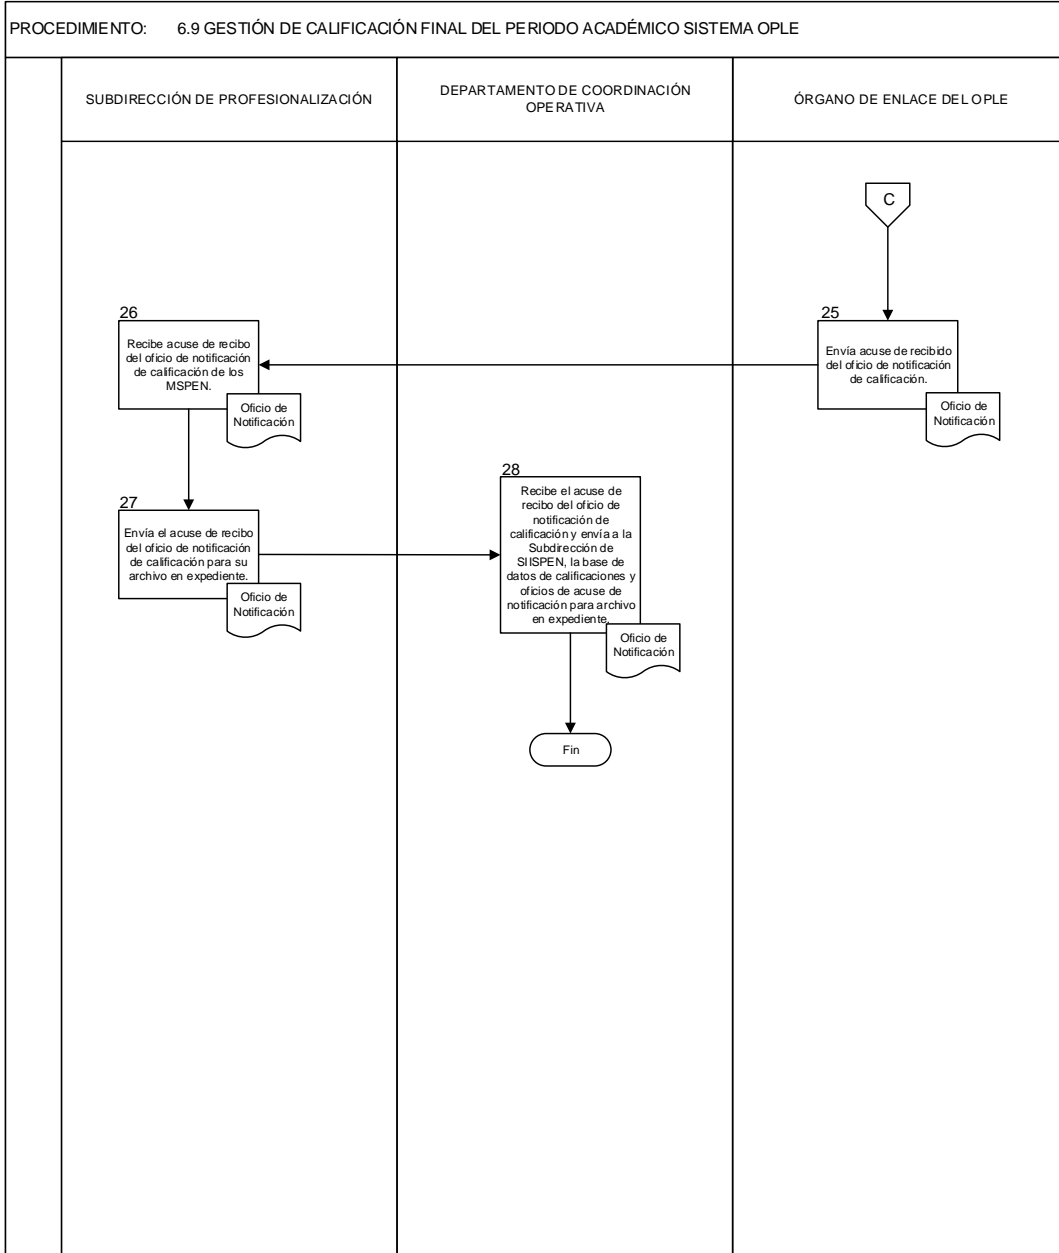 PROCEDIMIENTO: 6.9 GESTIÓN DE CALIFICACIÓN FINAL DEL PERIODO ACADÉMICO SISTEMA OPLE
SUBDIRECCIÓN DE PROFESIONALIZACIÓN
DEPARTAMENTO DE COORDINACIÓN
OPERATIVA
ÓRGANO DE ENLACE DEL OPLE
C
25
Envía acuse de recibido
del oficio de notificación
de calificación.
Oficio de
Notificación
26
Recibe acuse de recibo
del oficio de notificación
de calificación de los
MSPEN.
Oficio de
Notificación
27
Envía el acuse de recibo
del oficio de notificación
de calificación para su
archivo en expediente.
Oficio de
Notificación
28
Recibe el acuse de
recibo del oficio de
notificación de
calificación y envía a la
Subdirección de
SIISPEN, la base de
datos de calificaciones y
oficios de acuse de
notificación para archivo
en expediente.
Oficio de
Notificación
Fin